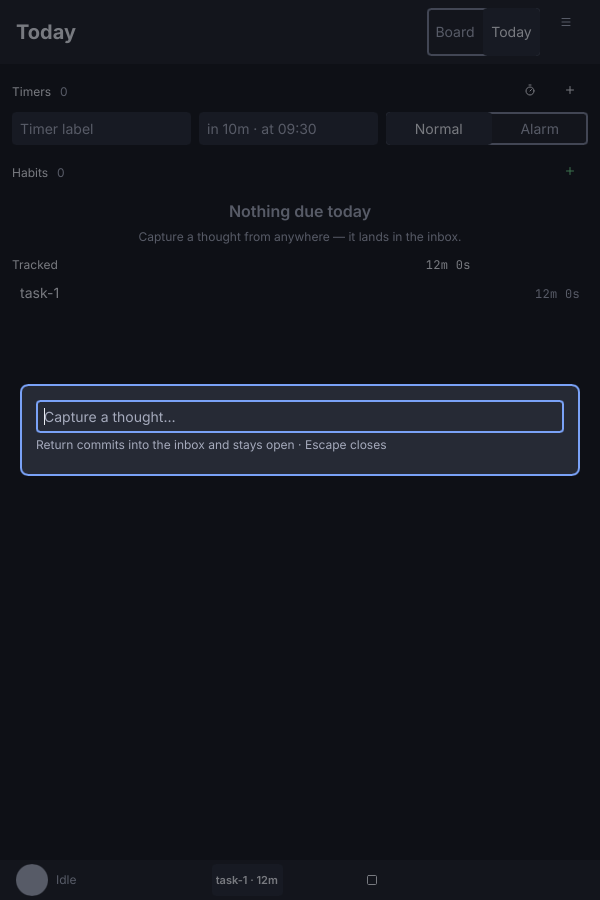 Today
Board Today
Timers 0
Timer label in 10m · at 09:30 Normal Alarm
Habits 0
Nothing due today
Capture a thought from anywhere — it lands in the inbox.
Tracked 12m 0s
task-1 12m 0s
Capture a thought...
Return commits into the inbox and stays open · Escape closes
Idle task-1 · 12m